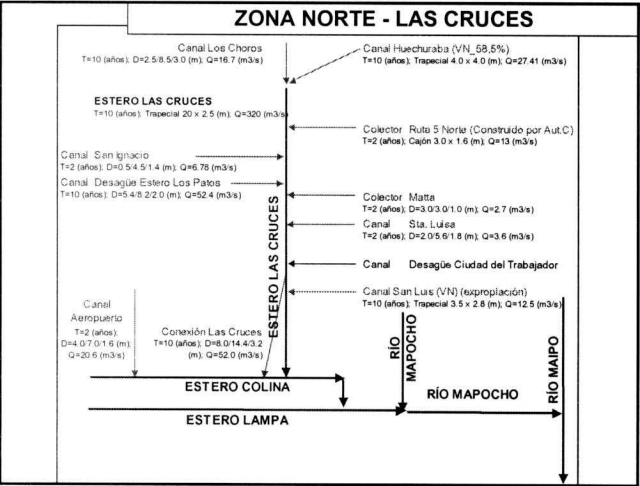 ZONA NORTE - LAS CRUCES
Canal Los Choros
T=10 (años); D=2.5/8.5/3.0 (m); Q=16.7 (m3/s)
Canal Huechuraba (VN_58,5%)
T=10 (años); Trapecial 4.0 x 4.0 (m); Q=27.41 (m3/s)
ESTERO LAS CRUCES
T=10 (años); Trapecial 20 x 2.5 (m); Q=320 (m3/s)
Colector Ruta 5 Norte (Construido por Aut.C)
T=2 (años); Cajón 3.0 x 1.6 (m); Q=13 (m3/s)
Canal San Ignacio
T=2 (años); D=0.5/4.5/1.4 (m); Q=6.78 (m3/s)
Canal Desagüe Estero Los Patos
T=10 (años); D=5.4/8.2/2.0 (m); Q=52.4 (m3/s)
Colector Matta
T=2 (años); D=3.0/3.0/1.0 (m); Q=2.7 (m3/s)
Canal Sta. Luisa
T=2 (años); D=2.0/5.6/1.8 (m); Q=3.6 (m3/s)
ESTERO LAS CRUCES
Canal Desagüe Ciudad del Trabajador
Canal San Luis (VN) (expropiación)
T=10 (años); Trapecial 3.5 x 2.8 (m); Q=12.5 (m3/s)
Canal
Aeropuerto
T=2 (años);
D=4.0/7.0/1.6 (m);
Q=20.6 (m3/s)
Conexión Las Cruces
T=10 (años); D=8.0/14.4/3.2
(m); Q=52.0 (m3/s)
RÍO
MAPOCHO
RÍO MAIPO
ESTERO COLINA
RÍO MAPOCHO
ESTERO LAMPA